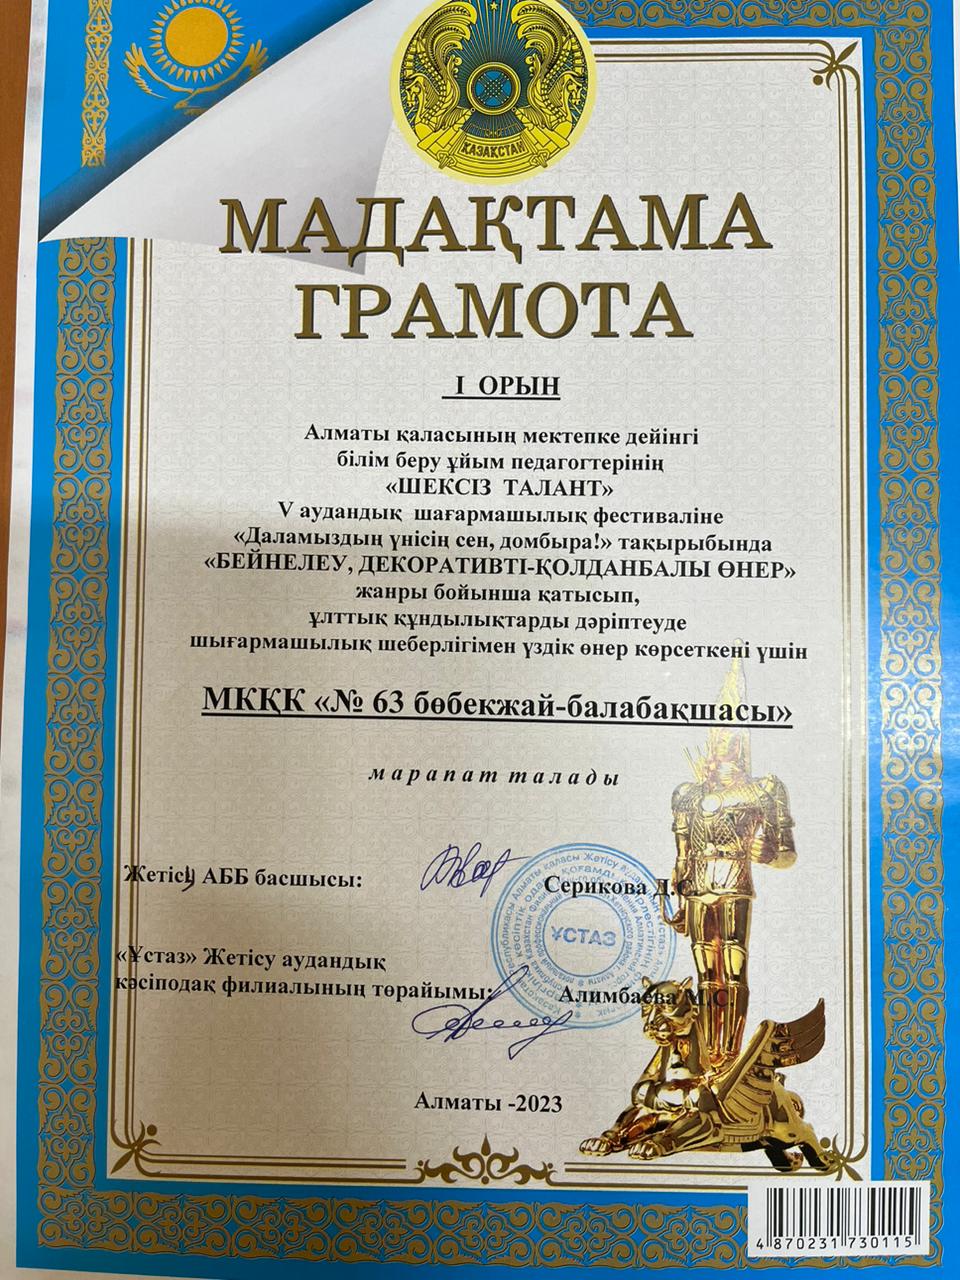 ҚАЗАҚСТАН
МАДАҚТАМА
ГРАМОТА
І ОРЫН
Алматы қаласының мектепке дейінгі
білім беру ұйым педагогтерінің
«ШЕКСІЗ ТАЛАНТ»
V аудандық шағармашылық фестиваліне
«Даламыздың үнісің сен, домбыра!» тақырыбында
«БЕЙНЕЛЕУ, ДЕКОРАТИВТІ-ҚОЛДАНБАЛЫ ӨНЕР»
жанры бойынша қатысып,
ұлттық құндылықтарды дәріптеуде
шығармашылық шеберлігімен үздік өнер көрсеткені үшін
МКҚК «№ 63 бөбекжай-балабақшасы»
марапатталады
Жетісу АББ басшысы: Серикова Д.С.
ҰСТАЗ
«Ұстаз» Жетісу аудандық
кәсіподақ филиалының төрайымы: Алимбаева М.С
Алматы -2023
4 870231 730115